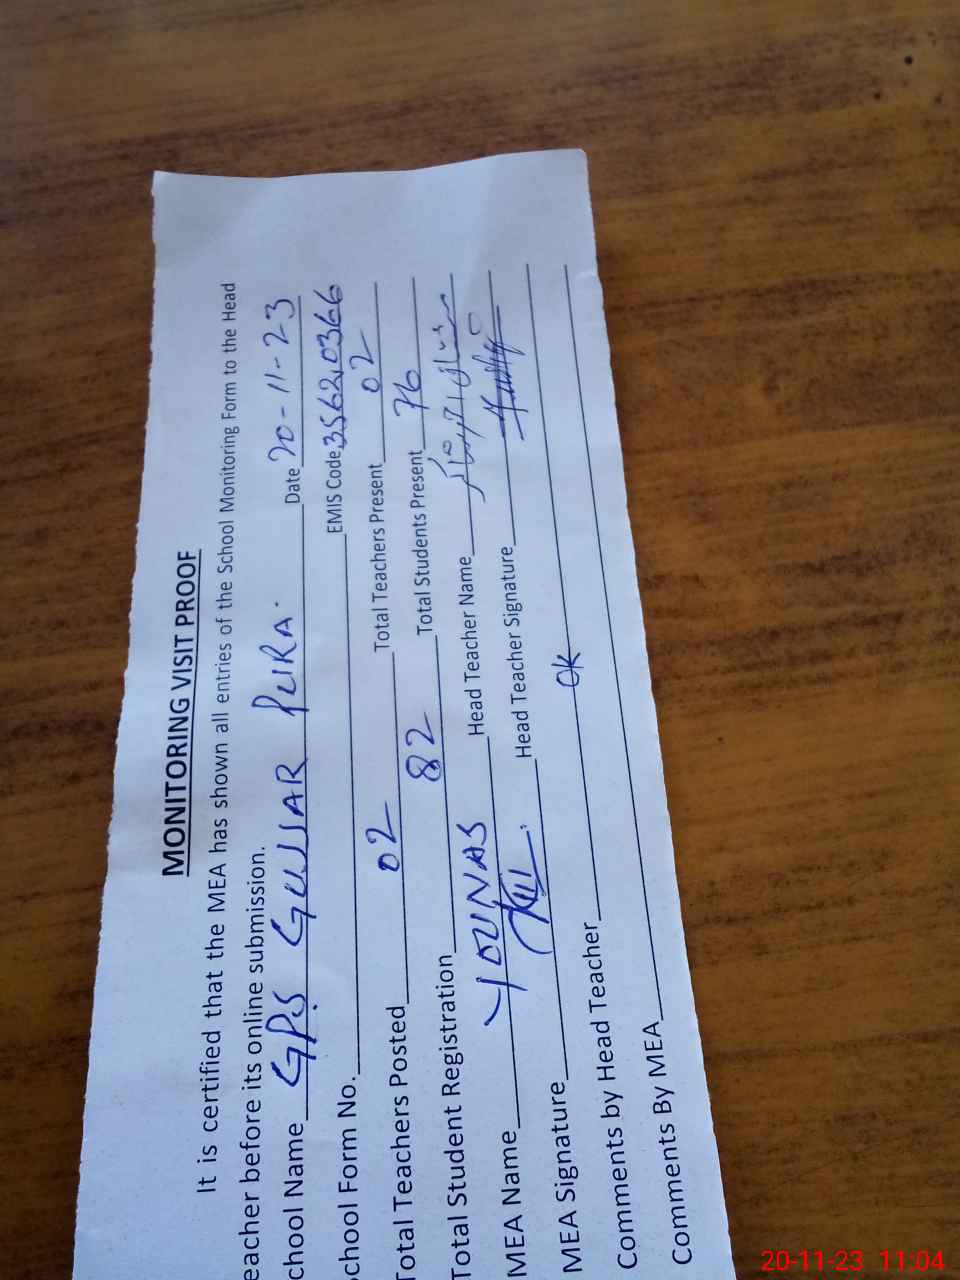 MONITORING VISIT PROOF
It is certified that the MEA has shown all entries of the School Monitoring Form to the Head
eacher before its online submission.
chool Name GPS GUJJAR PURA. Date 20-11-23
chool Form No. EMIS Code 35620366
Total Teachers Posted 02 Total Teachers Present 02
Total Student Registration 82 Total Students Present 76
MEA Name YOUNAS Head Teacher Name
MEA Signature Head Teacher Signature
Comments by Head Teacher OK
Comments By MEA
20-11-23 11:04